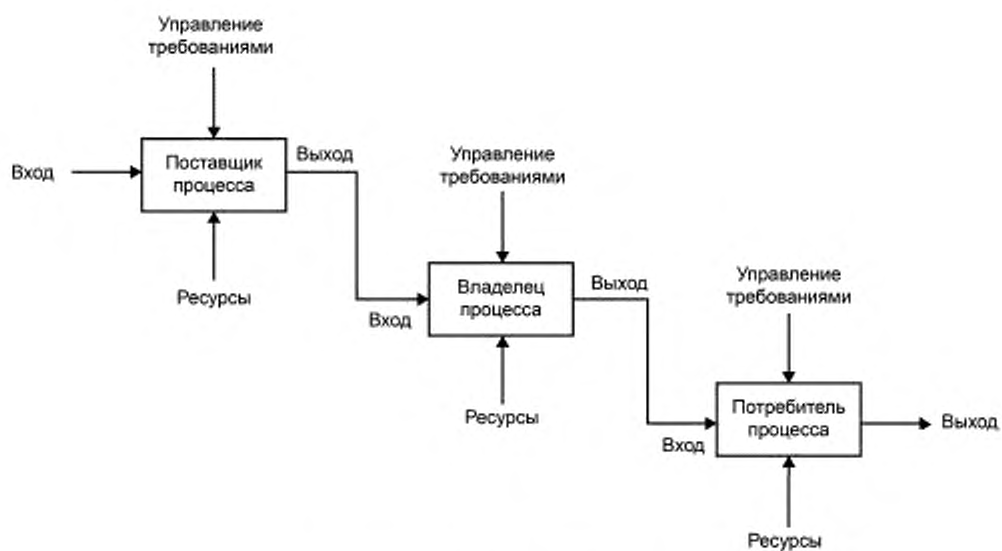 Управление
требованиями
Вход
Поставщик
процесса
Выход
Ресурсы
Управление
требованиями
Вход
Владелец
процесса
Выход
Ресурсы
Управление
требованиями
Вход
Потребитель
процесса
Выход
Ресурсы